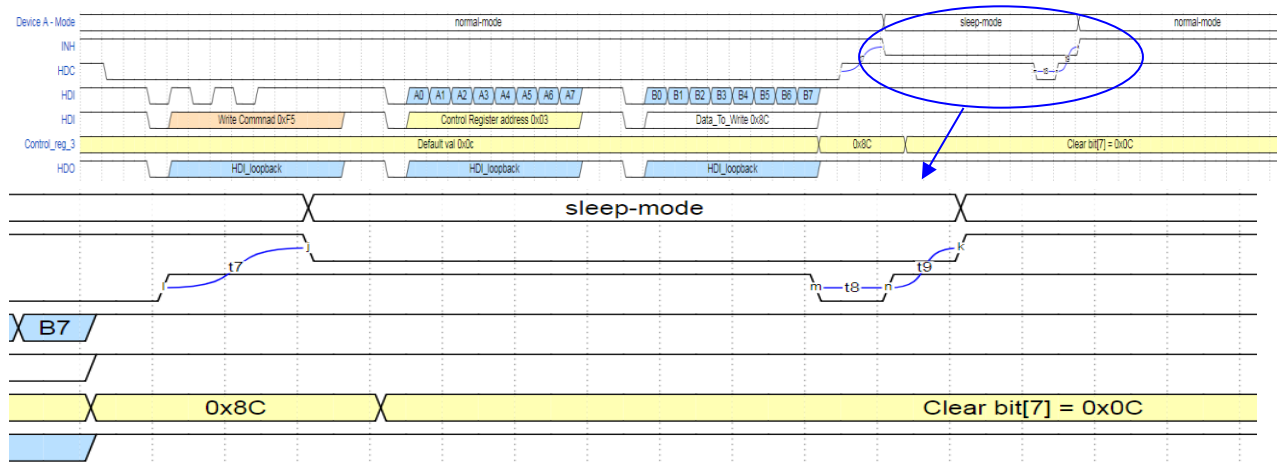 Device A - Mode normal-mode sleep-mode normal-mode
INH
HDC t8
HDI A0 A1 A2 A3 A4 A5 A6 A7 B0 B1 B2 B3 B4 B5 B6 B7
HDI Write Commnad 0xF5 Control Register address 0x03 Data_To_Write 0x8C
Control_reg_3 Default val 0x0c 0x8C Clear bit[7] = 0x0C
HDO HDI_loopback HDI_loopback HDI_loopback
sleep-mode
j k
t7 t9
l m t8 n
B7
0x8C Clear bit[7] = 0x0C